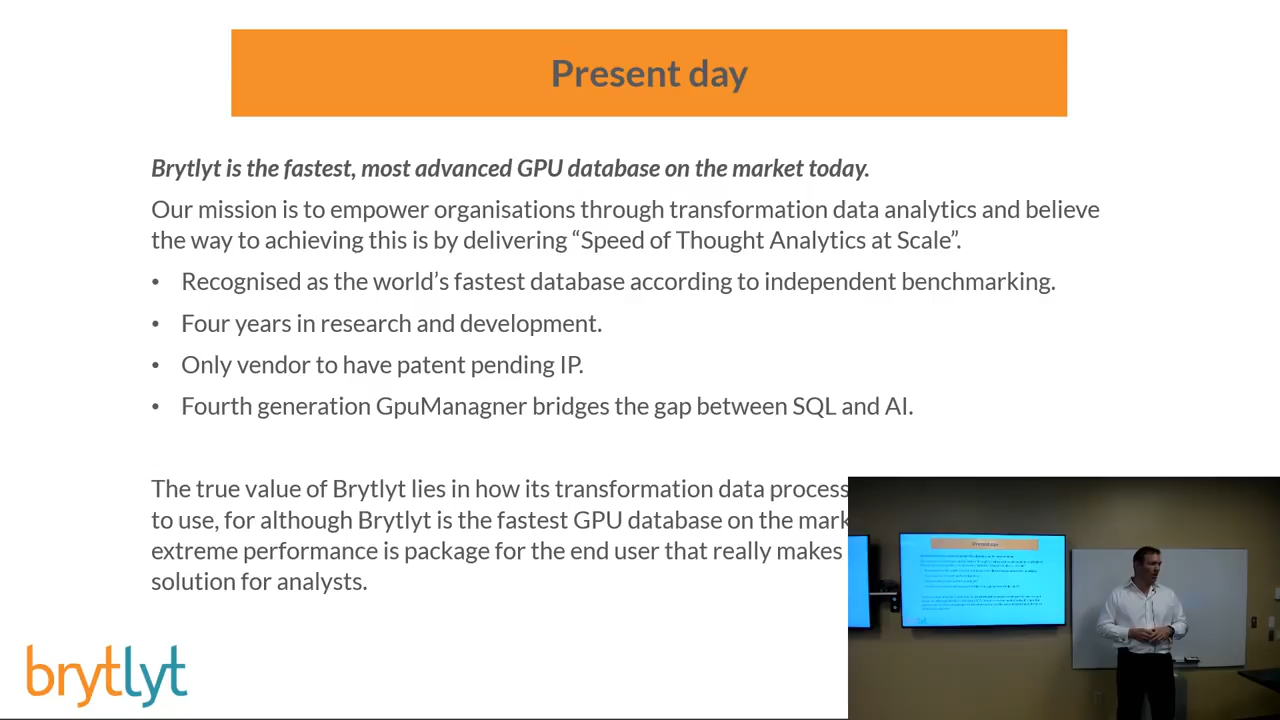 Present day
Brytlyt is the fastest, most advanced GPU database on the market today.
Our mission is to empower organisations through transformation data analytics and believe
the way to achieving this is by delivering “Speed of Thought Analytics at Scale”.
• Recognised as the world’s fastest database according to independent benchmarking.
• Four years in research and development.
• Only vendor to have patent pending IP.
• Fourth generation GpuManagner bridges the gap between SQL and AI.
The true value of Brytlyt lies in how its transformation data process
to use, for although Brytlyt is the fastest GPU database on the mark
extreme performance is package for the end user that really makes
solution for analysts.
brytlyt
Present day